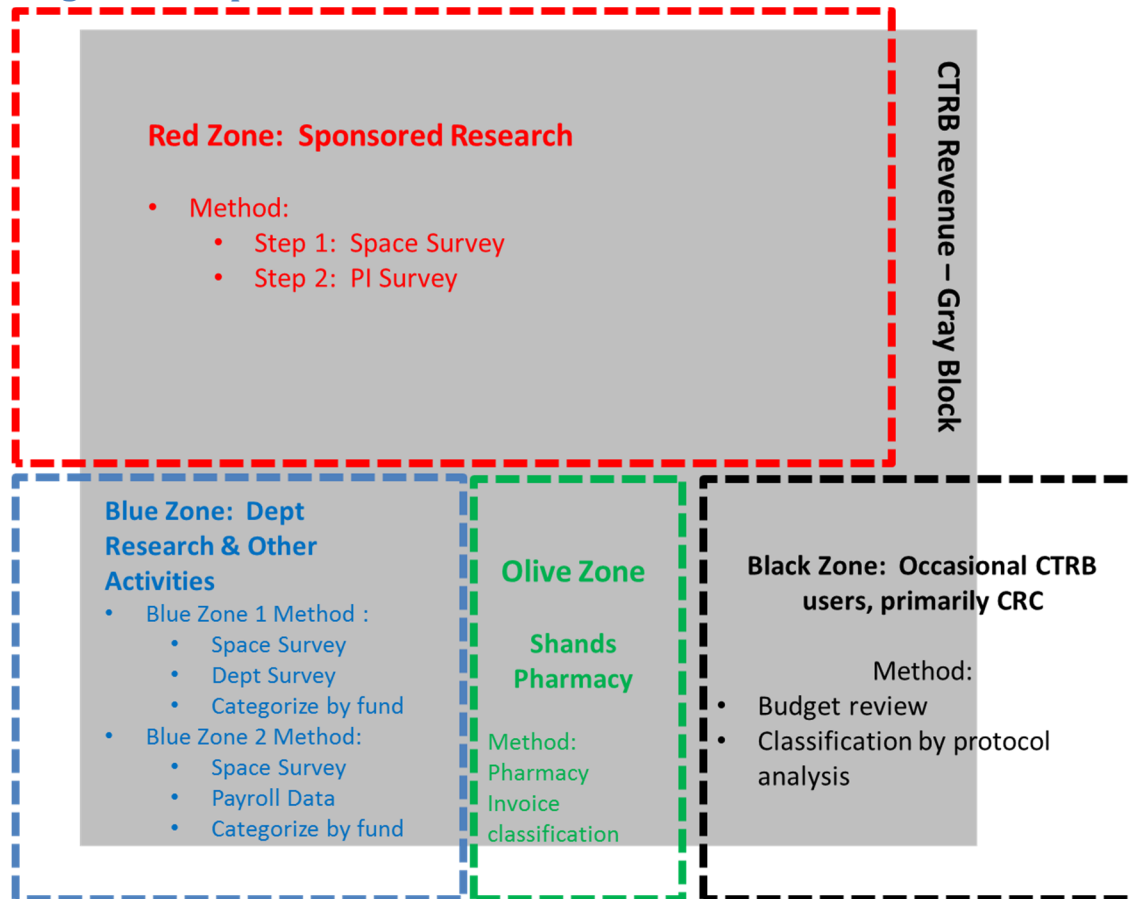 Red Zone:  Sponsored Research
• Method:
• Step 1:  Space Survey
• Step 2:  PI Survey
CTRB Revenue – Gray Block
Blue Zone:  Dept
Research & Other
Activities
• Blue Zone 1 Method :
• Space Survey
• Dept Survey
• Categorize by fund
• Blue Zone 2 Method:
• Space Survey
• Payroll Data
• Categorize by fund
Olive Zone
Shands
Pharmacy
Method:
Pharmacy
Invoice
classification
Black Zone:  Occasional CTRB
users, primarily CRC
Method:
• Budget review
• Classification by protocol
analysis